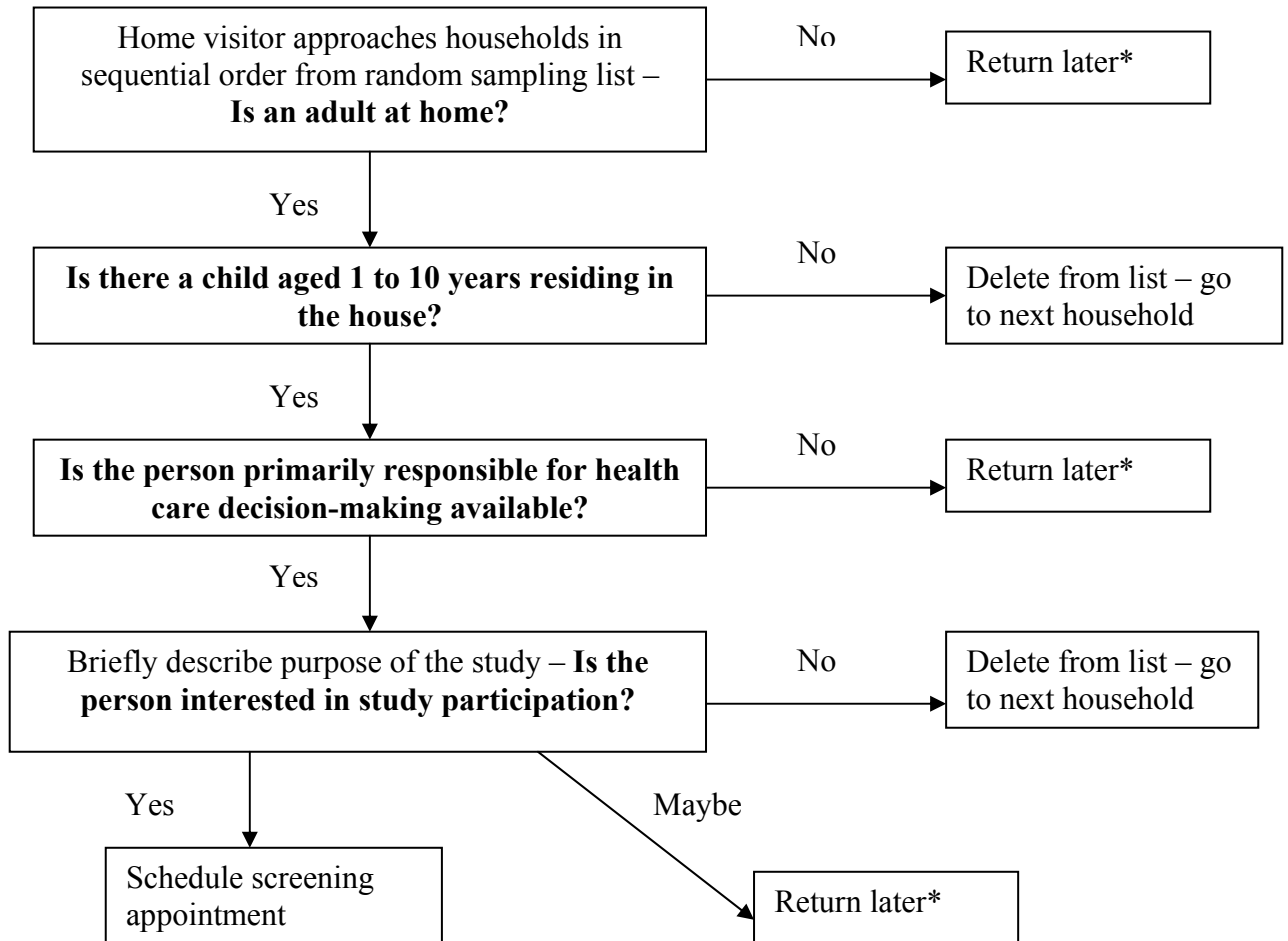 Home visitor approaches households in
sequential order from random sampling list –
Is an adult at home?
No
Return later*
Yes
Is there a child aged 1 to 10 years residing in
the house?
No
Delete from list – go
to next household
Yes
Is the person primarily responsible for health
care decision-making available?
No
Return later*
Yes
Briefly describe purpose of the study – Is the
person interested in study participation?
No
Delete from list – go
to next household
Yes
Maybe
Schedule screening
appointment
Return later*